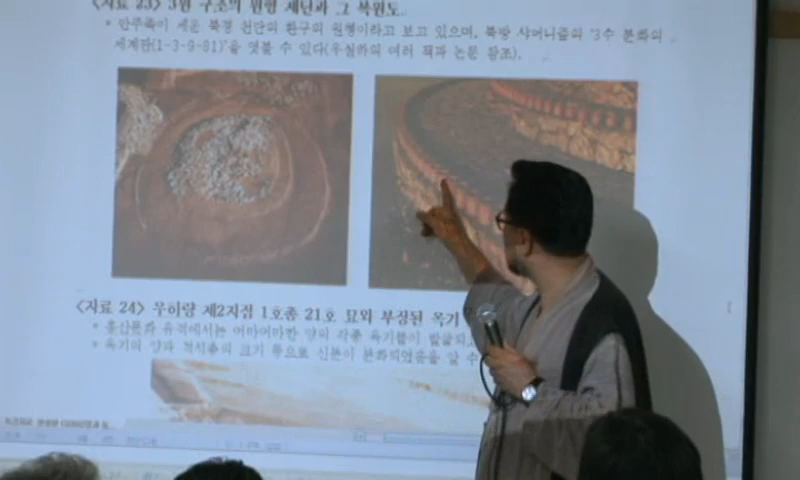 <자료 23> 3원 구조의 원형 제단과 그 복원도.
* 만주족이 세운 북경 천단의 환구의 원형이라고 보고 있으며, 북방 샤머니즘의 '3수 분화의
세계관(1-3-9-81)'을 엿볼 수 있다(우실하의 여러 책과 논문 참조).
<자료 24> 우하량 제2지점 1호총 21호 묘와 부장된 옥기
* 홍산문화 유적에서는 어마어마한 양의 각종 옥기들이 발굴되고
* 옥기의 양과 적석총의 크기 등으로 신분이 분화되었음을 알 수